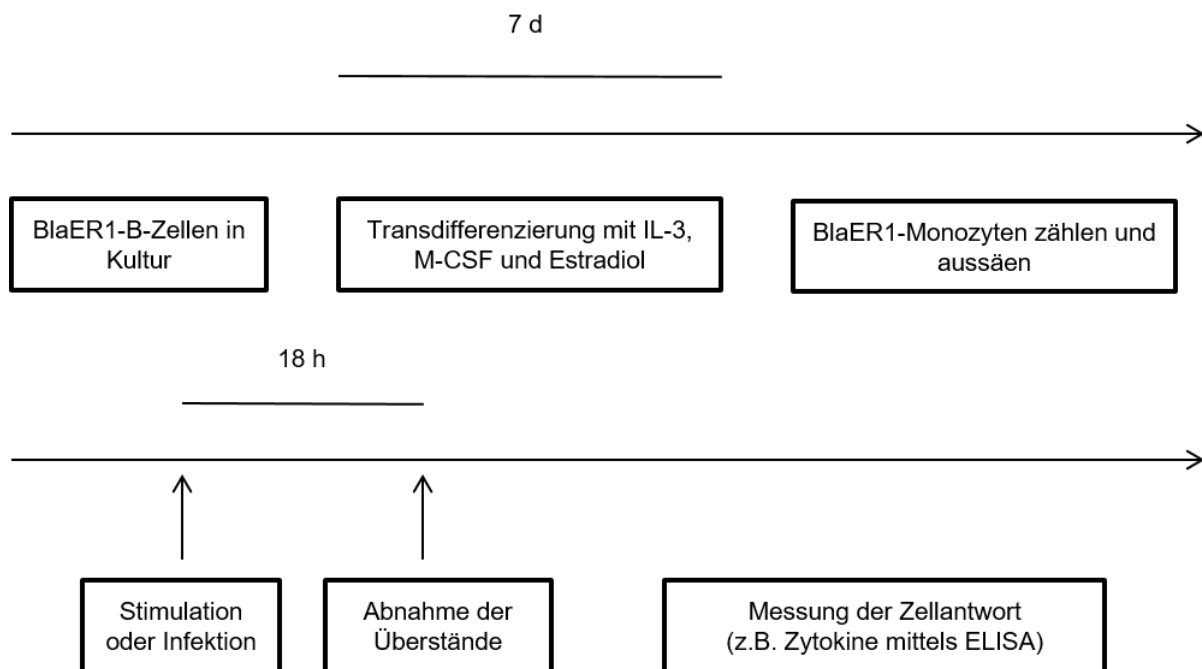 7 d
BlaER1-B-Zellen in
Kultur
Transdifferenzierung mit IL-3,
M-CSF und Estradiol
BlaER1-Monozyten zählen und
aussäen
18 h
Stimulation
oder Infektion
Abnahme der
Überstände
Messung der Zellantwort
(z.B. Zytokine mittels ELISA)